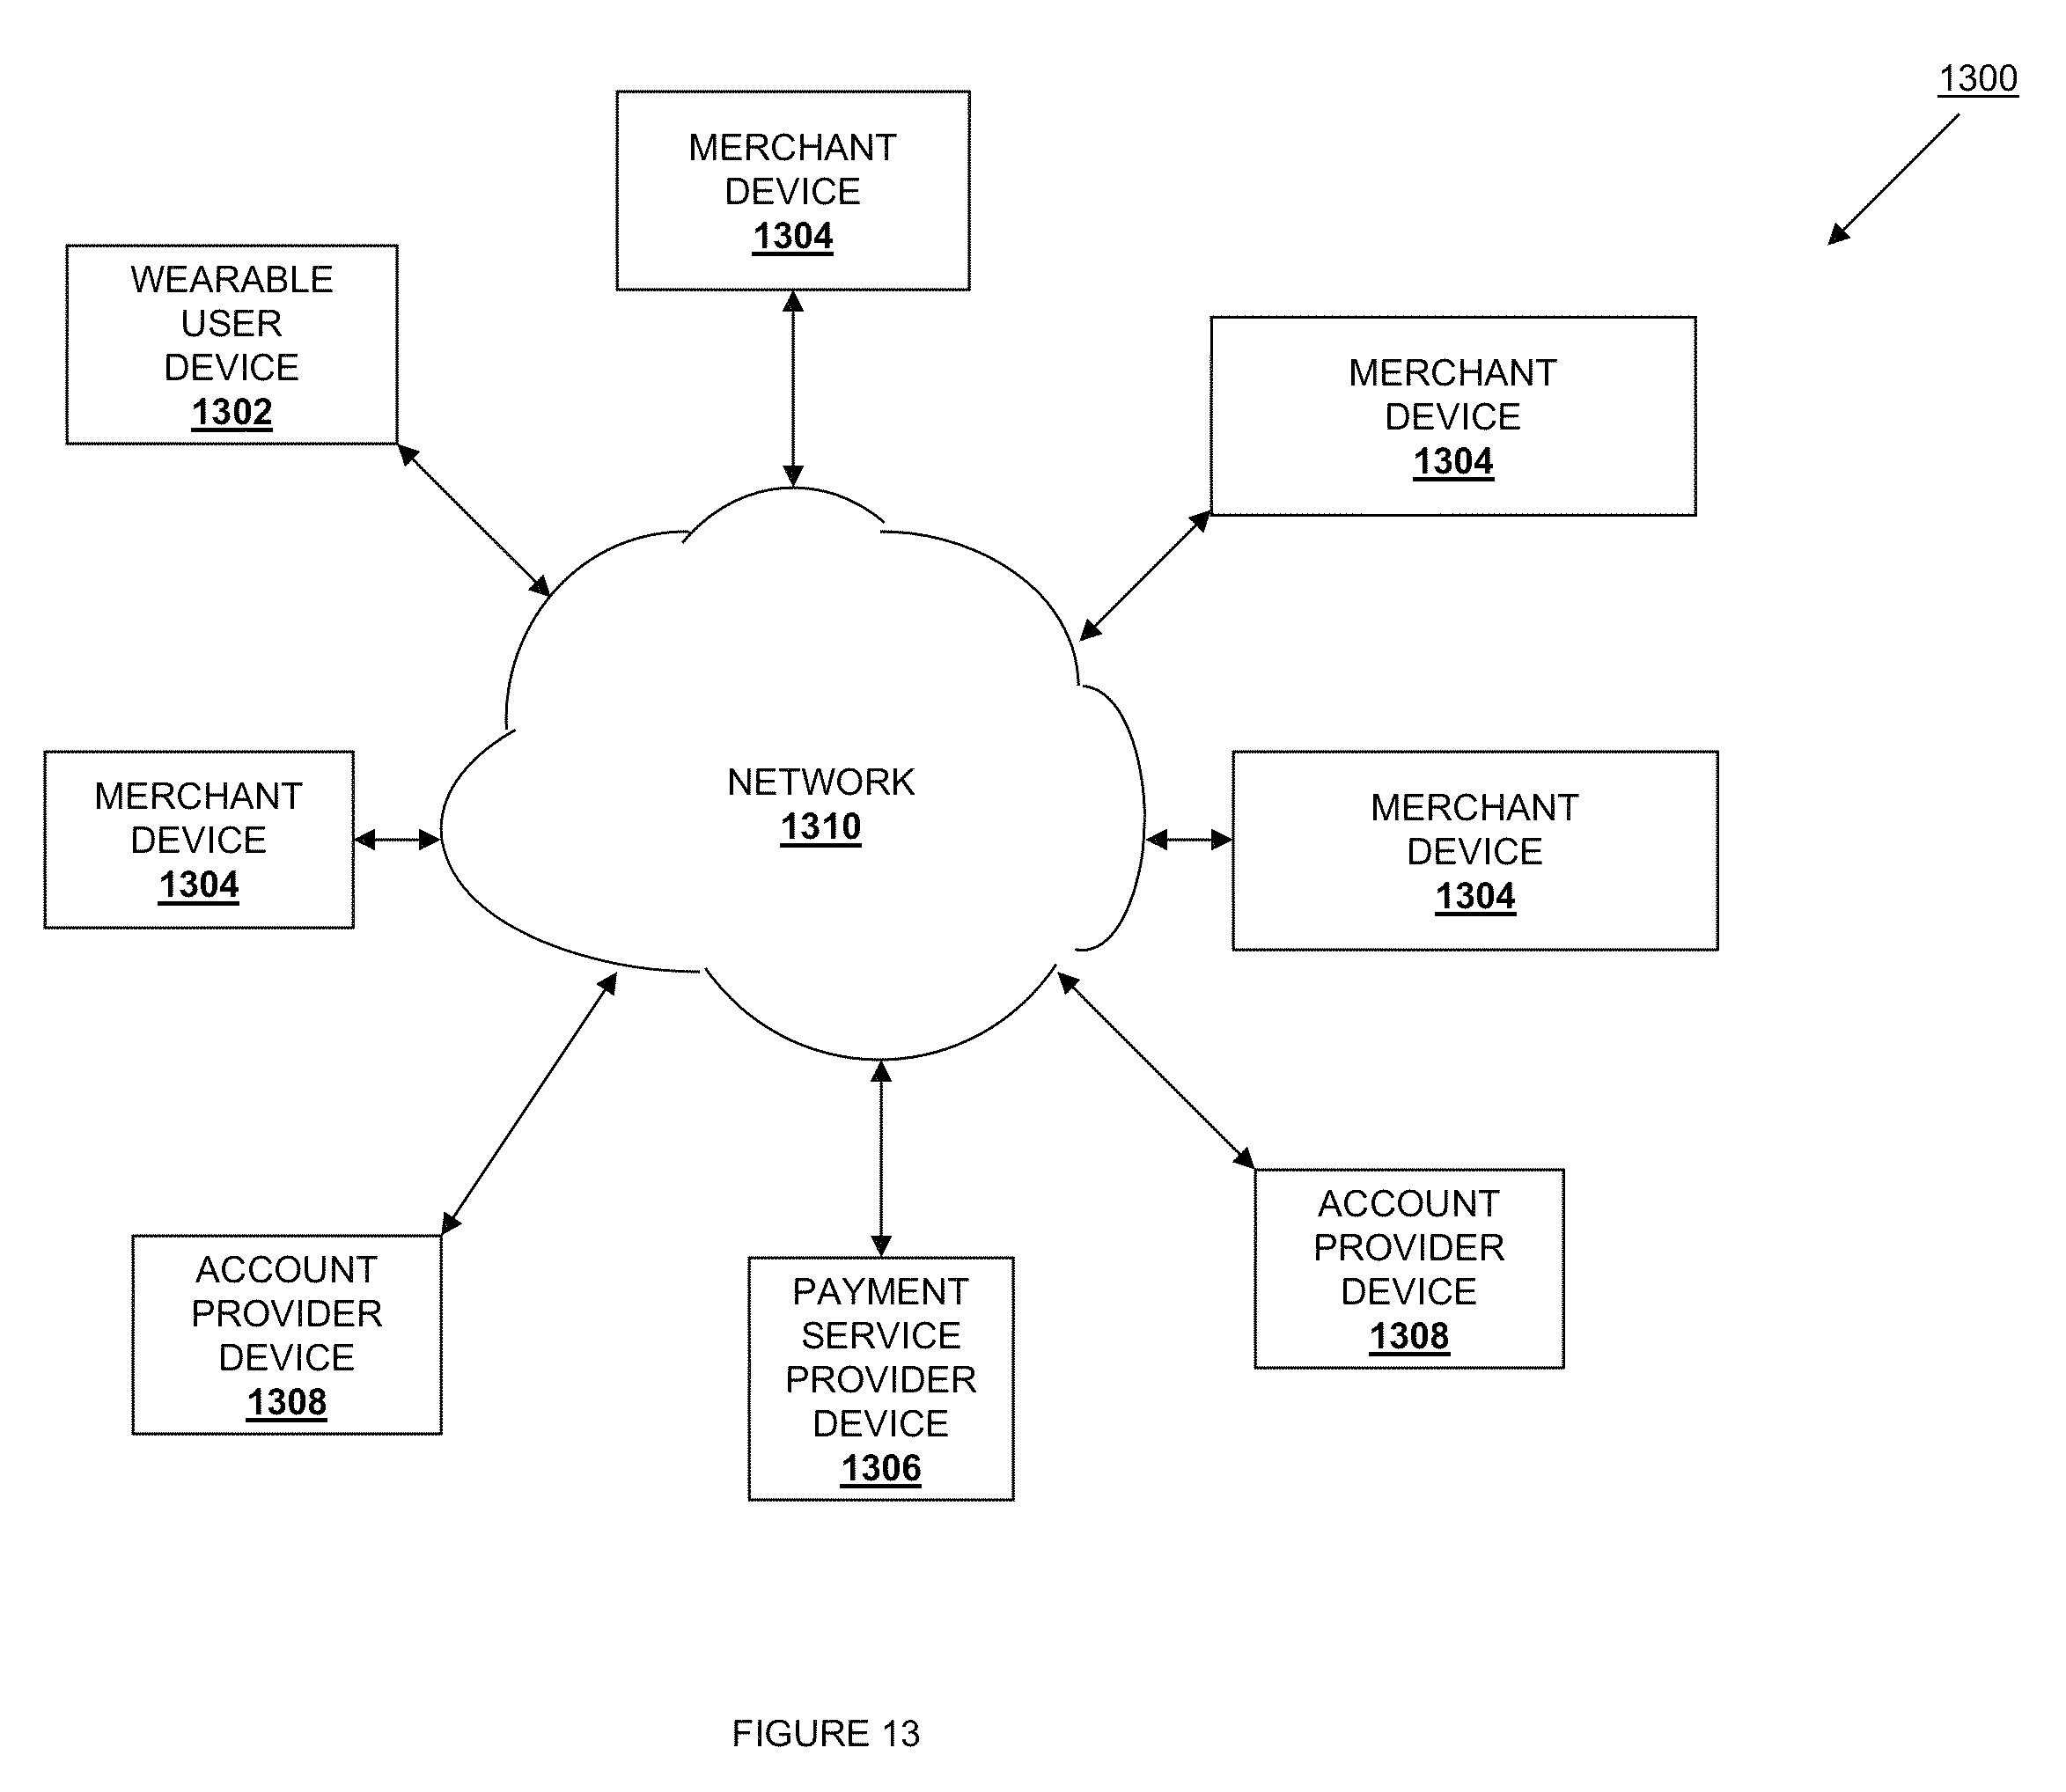 1300
MERCHANT
DEVICE
1304
WEARABLE
USER
DEVICE
1302
MERCHANT
DEVICE
1304
MERCHANT
DEVICE
1304
NETWORK
1310
MERCHANT
DEVICE
1304
ACCOUNT
PROVIDER
DEVICE
1308
PAYMENT
SERVICE
PROVIDER
DEVICE
1306
ACCOUNT
PROVIDER
DEVICE
1308
FIGURE 13